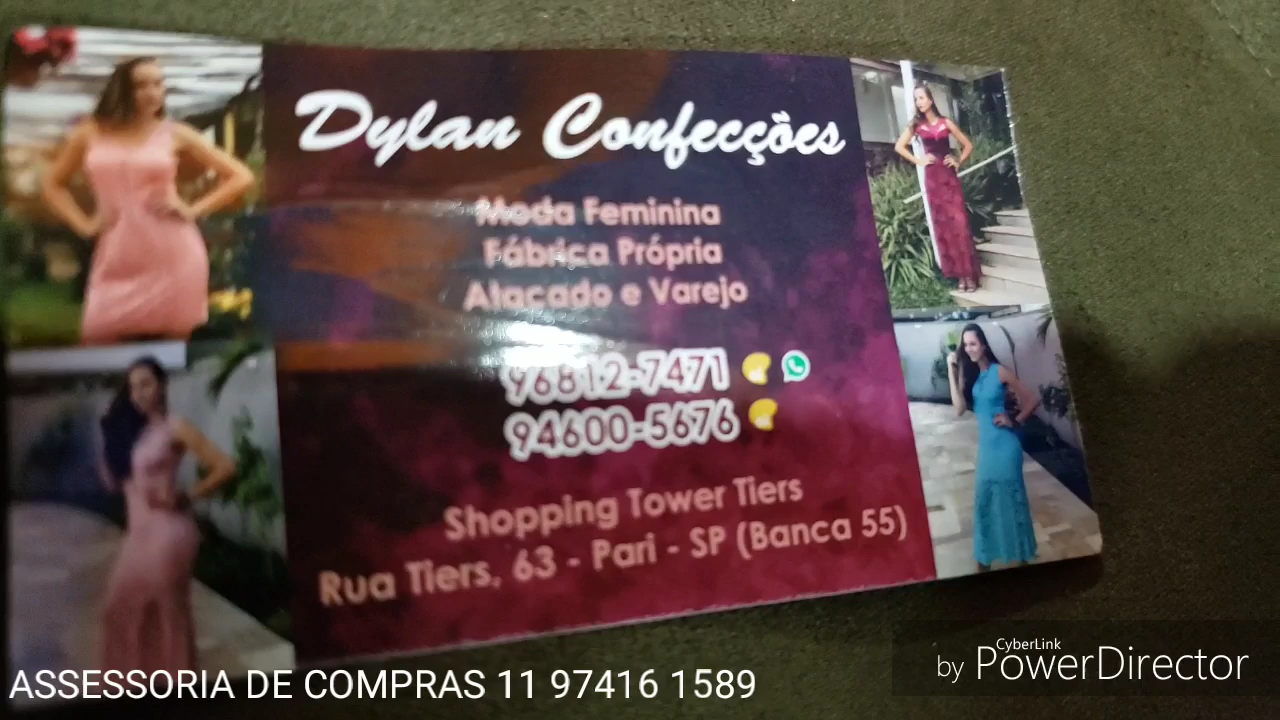 Dylan Confecções
Moda Feminina
Fábrica Própria
Atacado e Varejo
96812-7471
94600-5676
Shopping Tower Tiers
Rua Tiers, 63 - Pari - SP (Banca 55)
ASSESSORIA DE COMPRAS 11 97416 1589
by CyberLink PowerDirector